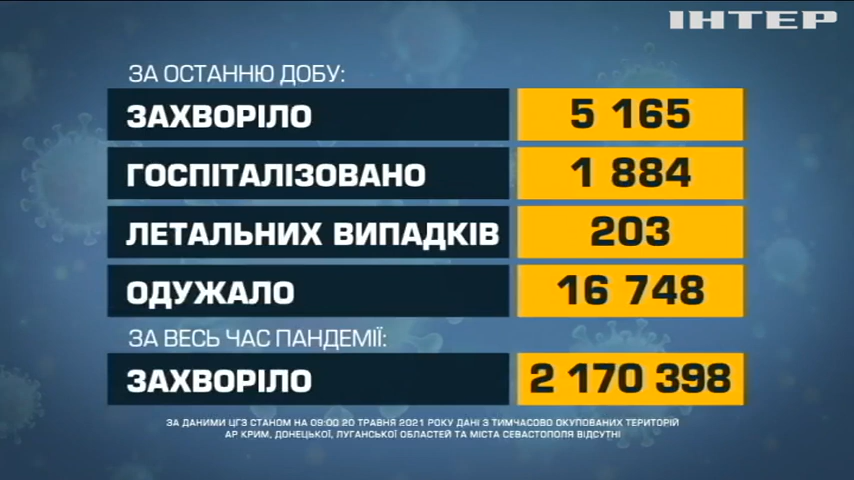 ІНТЕР
ЗА ОСТАННЮ ДОБУ:
ЗАХВОРІЛО 5 165
ГОСПІТАЛІЗОВАНО 1 884
ЛЕТАЛЬНИХ ВИПАДКІВ 203
ОДУЖАЛО 16 748
ЗА ВЕСЬ ЧАС ПАНДЕМІЇ:
ЗАХВОРІЛО 2 170 398
ЗА ДАНИМИ ЦГЗ СТАНОМ НА 09:00 20 ТРАВНЯ 2021 РОКУ ДАНІ З ТИМЧАСОВО ОКУПОВАНИХ ТЕРИТОРІЙ
АР КРИМ, ДОНЕЦЬКОЇ, ЛУГАНСЬКОЇ ОБЛАСТЕЙ ТА МІСТА СЕВАСТОПОЛЯ ВІДСУТНІ